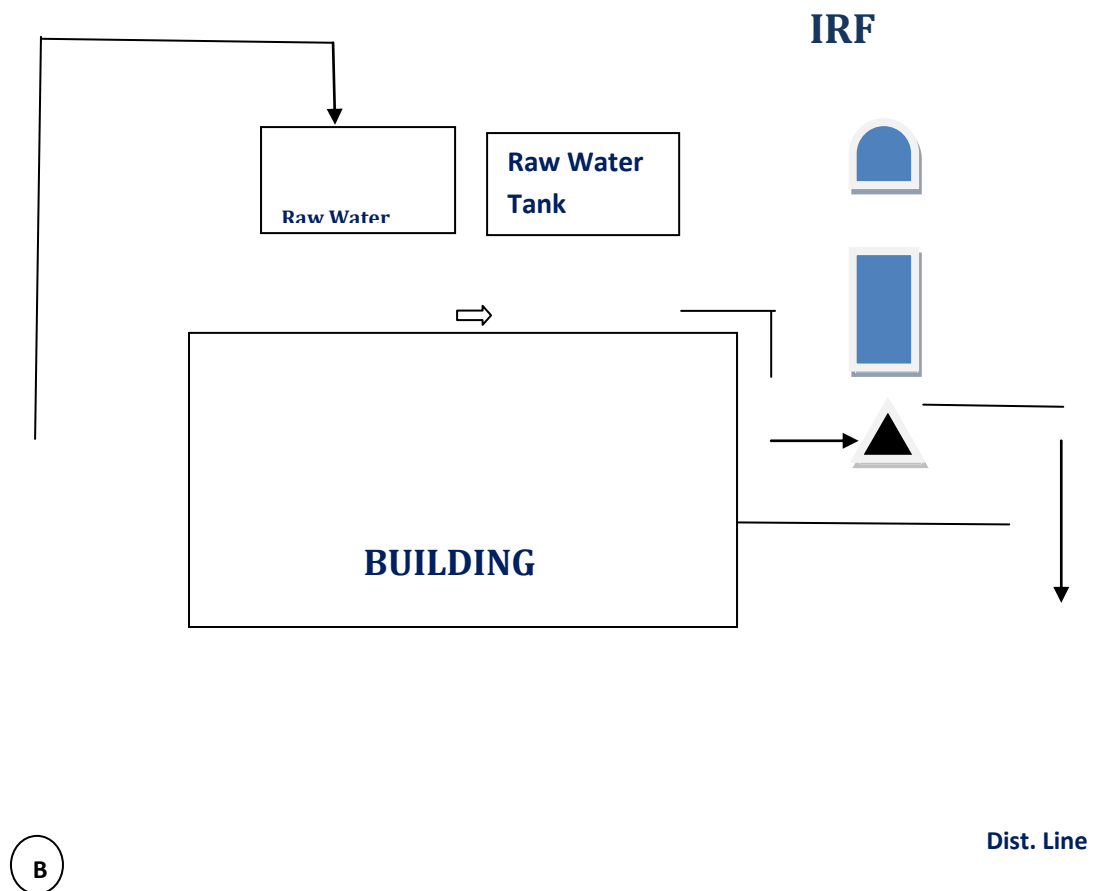 IRF
Raw Water
Tank
Raw Water
BUILDING
Dist. Line
B